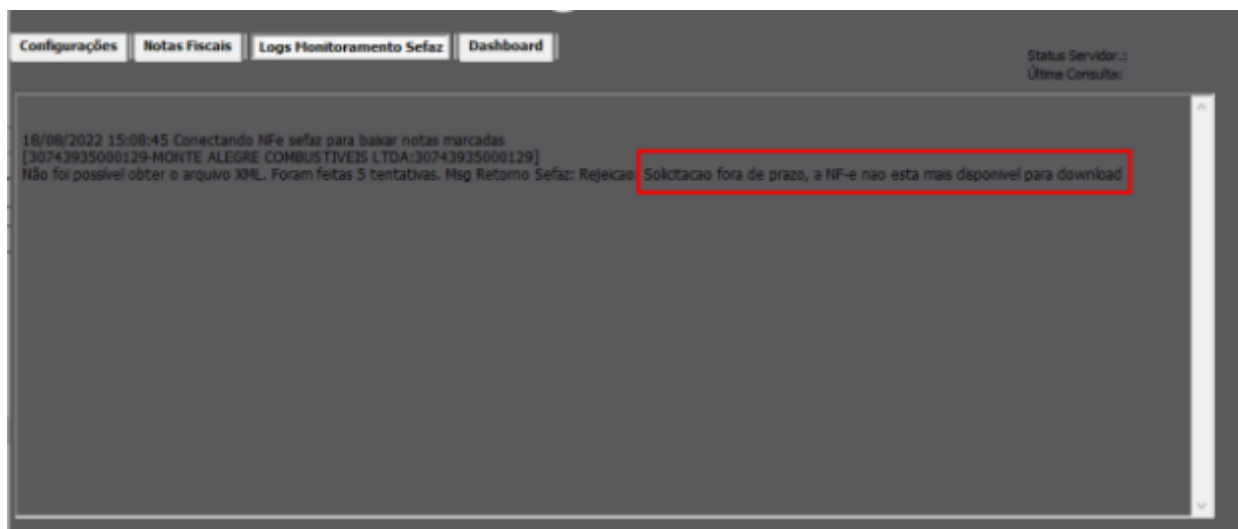 Configurações Notas Fiscais Logs Monitoramento Sefaz Dashboard
Status Servidor..:
Última Consulta:
18/08/2022 15:08:45 Conectando NFe sefaz para baixar notas marcadas
[30743935000129-MONTE ALEGRE COMBUSTIVEIS LTDA:30743935000129]
Não foi possível obter o arquivo XML. Foram feitas 5 tentativas. Msg Retorno Sefaz: Rejeicao: Solicitacao fora de prazo, a NF-e nao esta mais disponivel para download